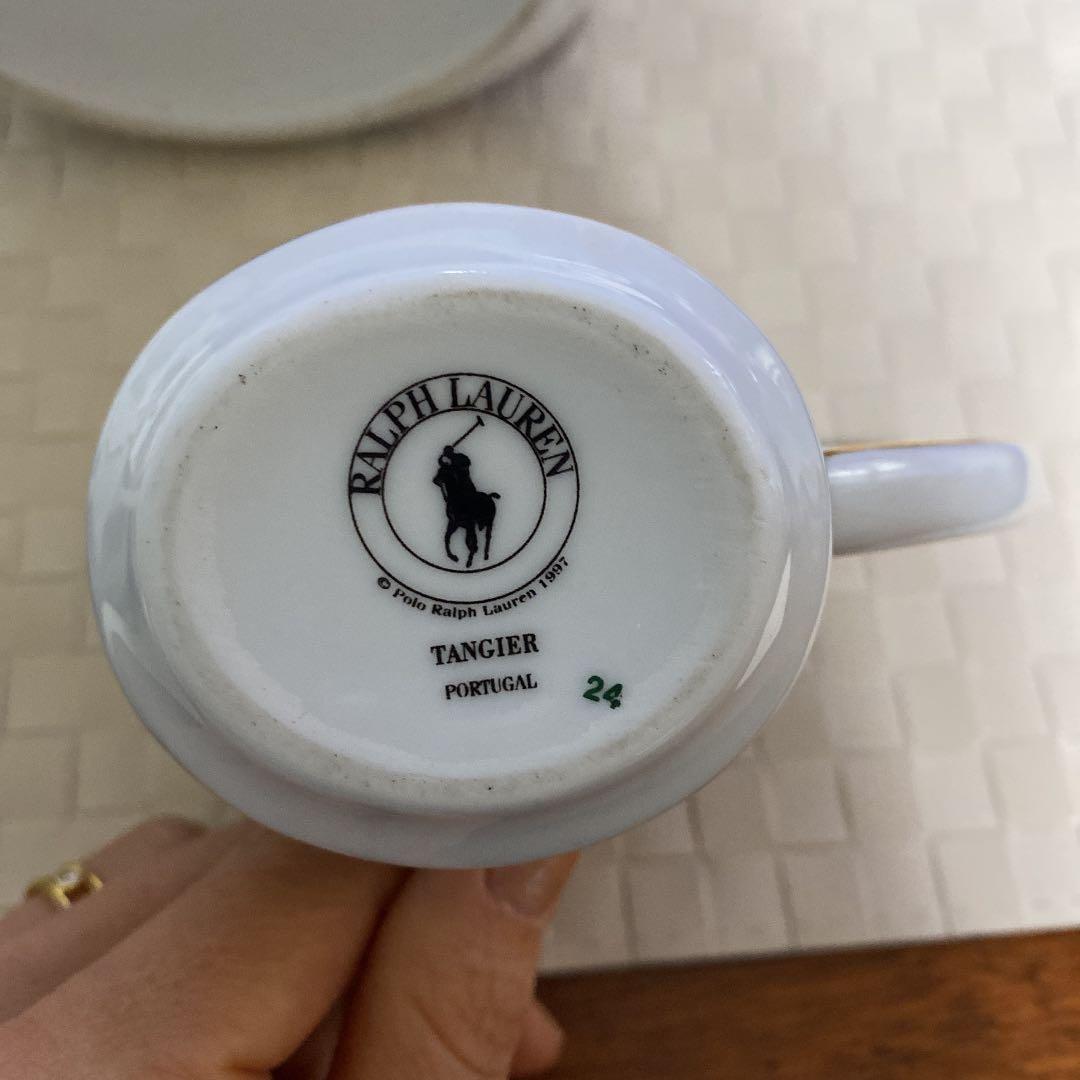 RALPH LAUREN
© Polo Ralph Lauren 1997
TANGIER
PORTUGAL
24